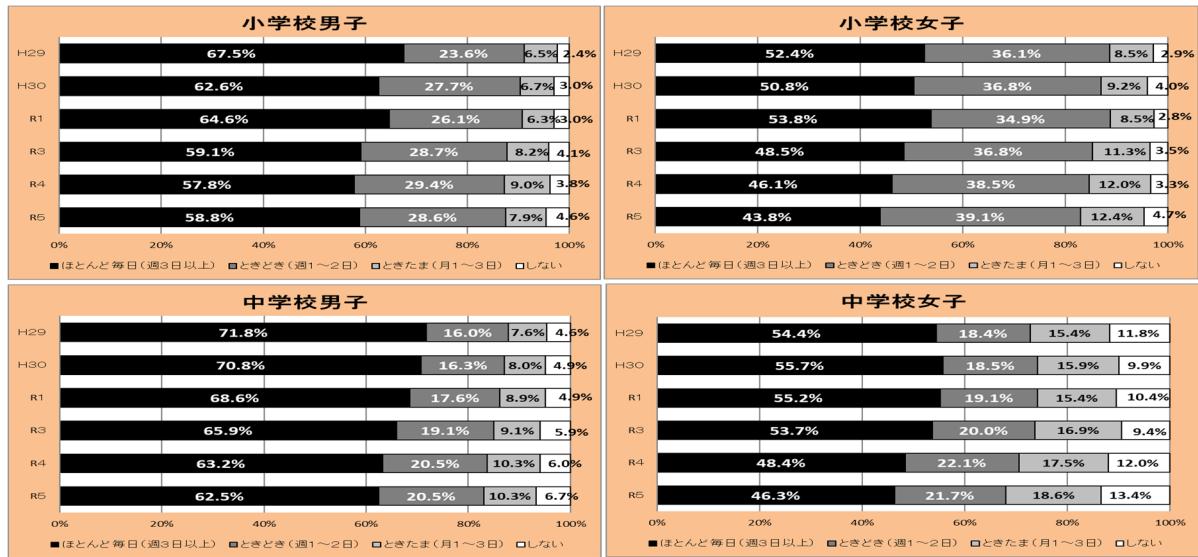 小学校男子
H29 67.5% 23.6% 6.5% 2.4%
H30 62.6% 27.7% 6.7% 3.0%
R1 64.6% 26.1% 6.3% 3.0%
R3 59.1% 28.7% 8.2% 4.1%
R4 57.8% 29.4% 9.0% 3.8%
R5 58.8% 28.6% 7.9% 4.6%
0% 20% 40% 60% 80% 100%
■ほとんど毎日(週3日以上) ■ときどき(週1～2日) ■ときたま(月1～3日) □しない
小学校女子
H29 52.4% 36.1% 8.5% 2.9%
H30 50.8% 36.8% 9.2% 4.0%
R1 53.8% 34.9% 8.5% 2.8%
R3 48.5% 36.8% 11.3% 3.5%
R4 46.1% 38.5% 12.0% 3.3%
R5 43.8% 39.1% 12.4% 4.7%
0% 20% 40% 60% 80% 100%
■ほとんど毎日(週3日以上) ■ときどき(週1～2日) ■ときたま(月1～3日) □しない
中学校男子
H29 71.8% 16.0% 7.6% 4.6%
H30 70.8% 16.3% 8.0% 4.9%
R1 68.6% 17.6% 8.9% 4.9%
R3 65.9% 19.1% 9.1% 5.9%
R4 63.2% 20.5% 10.3% 6.0%
R5 62.5% 20.5% 10.3% 6.7%
0% 20% 40% 60% 80% 100%
■ほとんど毎日(週3日以上) ■ときどき(週1～2日) ■ときたま(月1～3日) □しない
中学校女子
H29 54.4% 18.4% 15.4% 11.8%
H30 55.7% 18.5% 15.9% 9.9%
R1 55.2% 19.1% 15.4% 10.4%
R3 53.7% 20.0% 16.9% 9.4%
R4 48.4% 22.1% 17.5% 12.0%
R5 46.3% 21.7% 18.6% 13.4%
0% 20% 40% 60% 80% 100%
■ほとんど毎日(週3日以上) ■ときどき(週1～2日) ■ときたま(月1～3日) □しない